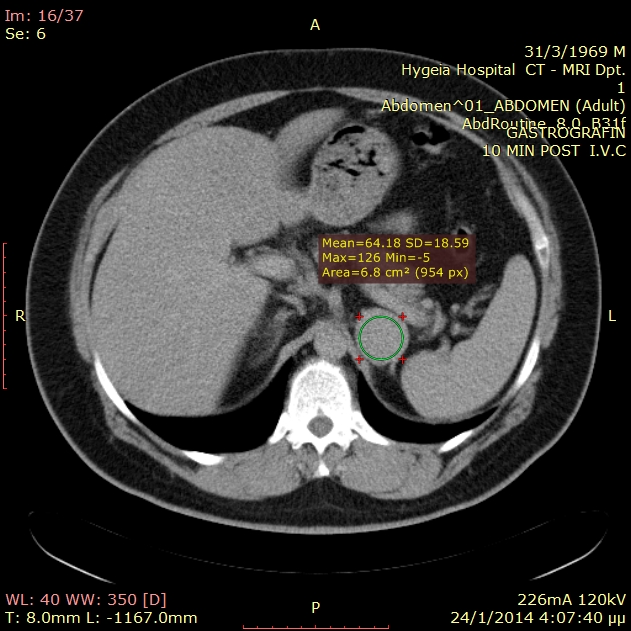 Im: 16/37
Se: 6
A
31/3/1969 M
Hygeia Hospital CT - MRI Dpt.
1
Abdomen^01_ABDOMEN (Adult)
AbdRoutine 8.0 B31f
GASTROGRAFIN
10 MIN POST I.V.C
Mean=64.18 SD=18.59
Max=126 Min=-5
Area=6.8 cm² (954 px)
R
L
WL: 40 WW: 350 [D]
T: 8.0mm L: -1167.0mm
P
226mA 120kV
24/1/2014 4:07:40 μμ